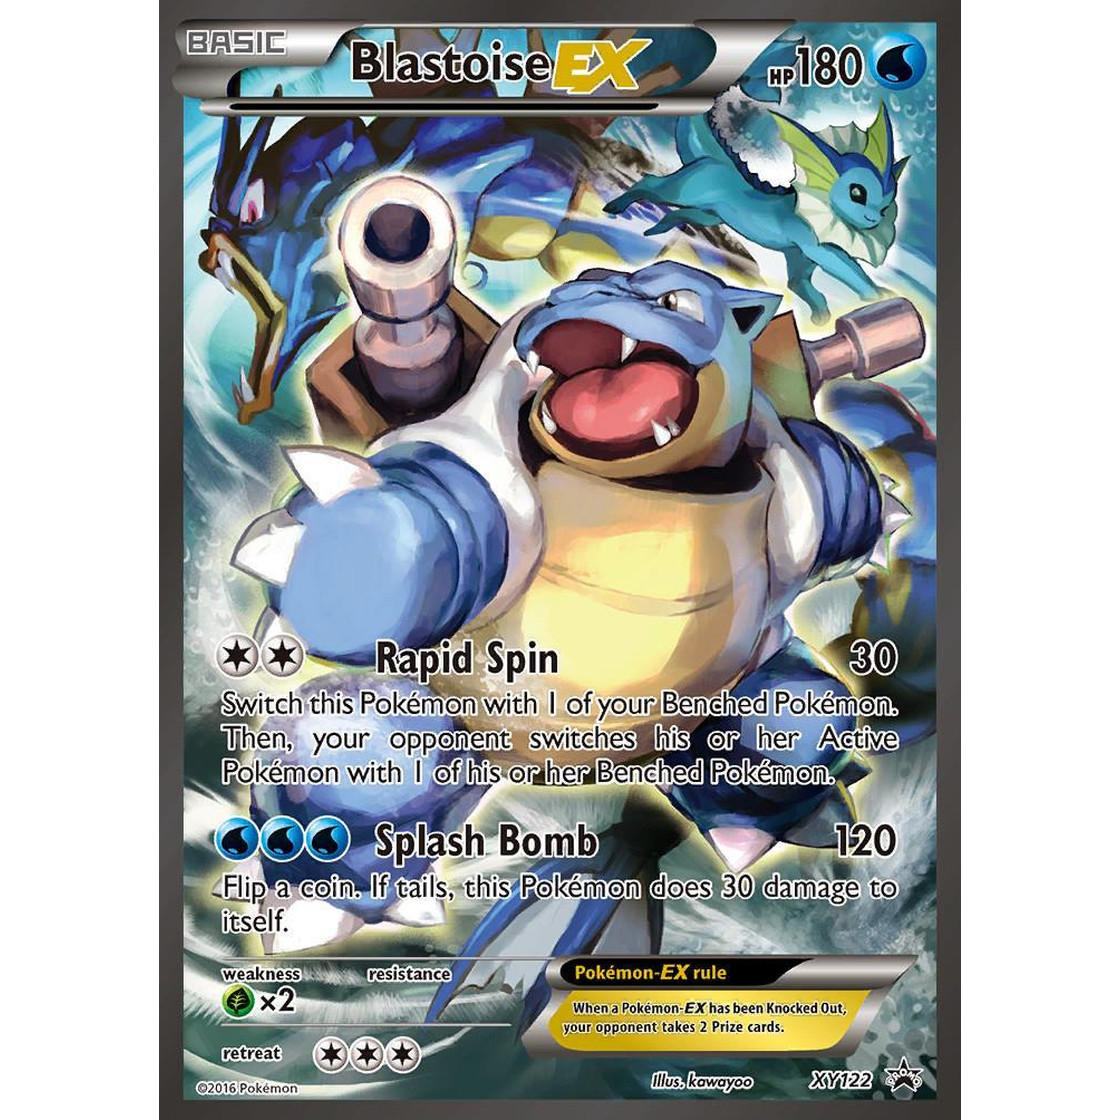 BASIC
Blastoise EX
HP 180
Rapid Spin 30
Switch this Pokémon with 1 of your Benched Pokémon.
Then, your opponent switches his or her Active
Pokémon with 1 of his or her Benched Pokémon.
Splash Bomb 120
Flip a coin. If tails, this Pokémon does 30 damage to
itself.
weakness resistance
×2
Pokémon-EX rule
When a Pokémon-EX has been Knocked Out,
your opponent takes 2 Prize cards.
retreat
©2016 Pokémon
Illus. kawayoo
XY122
PROMO